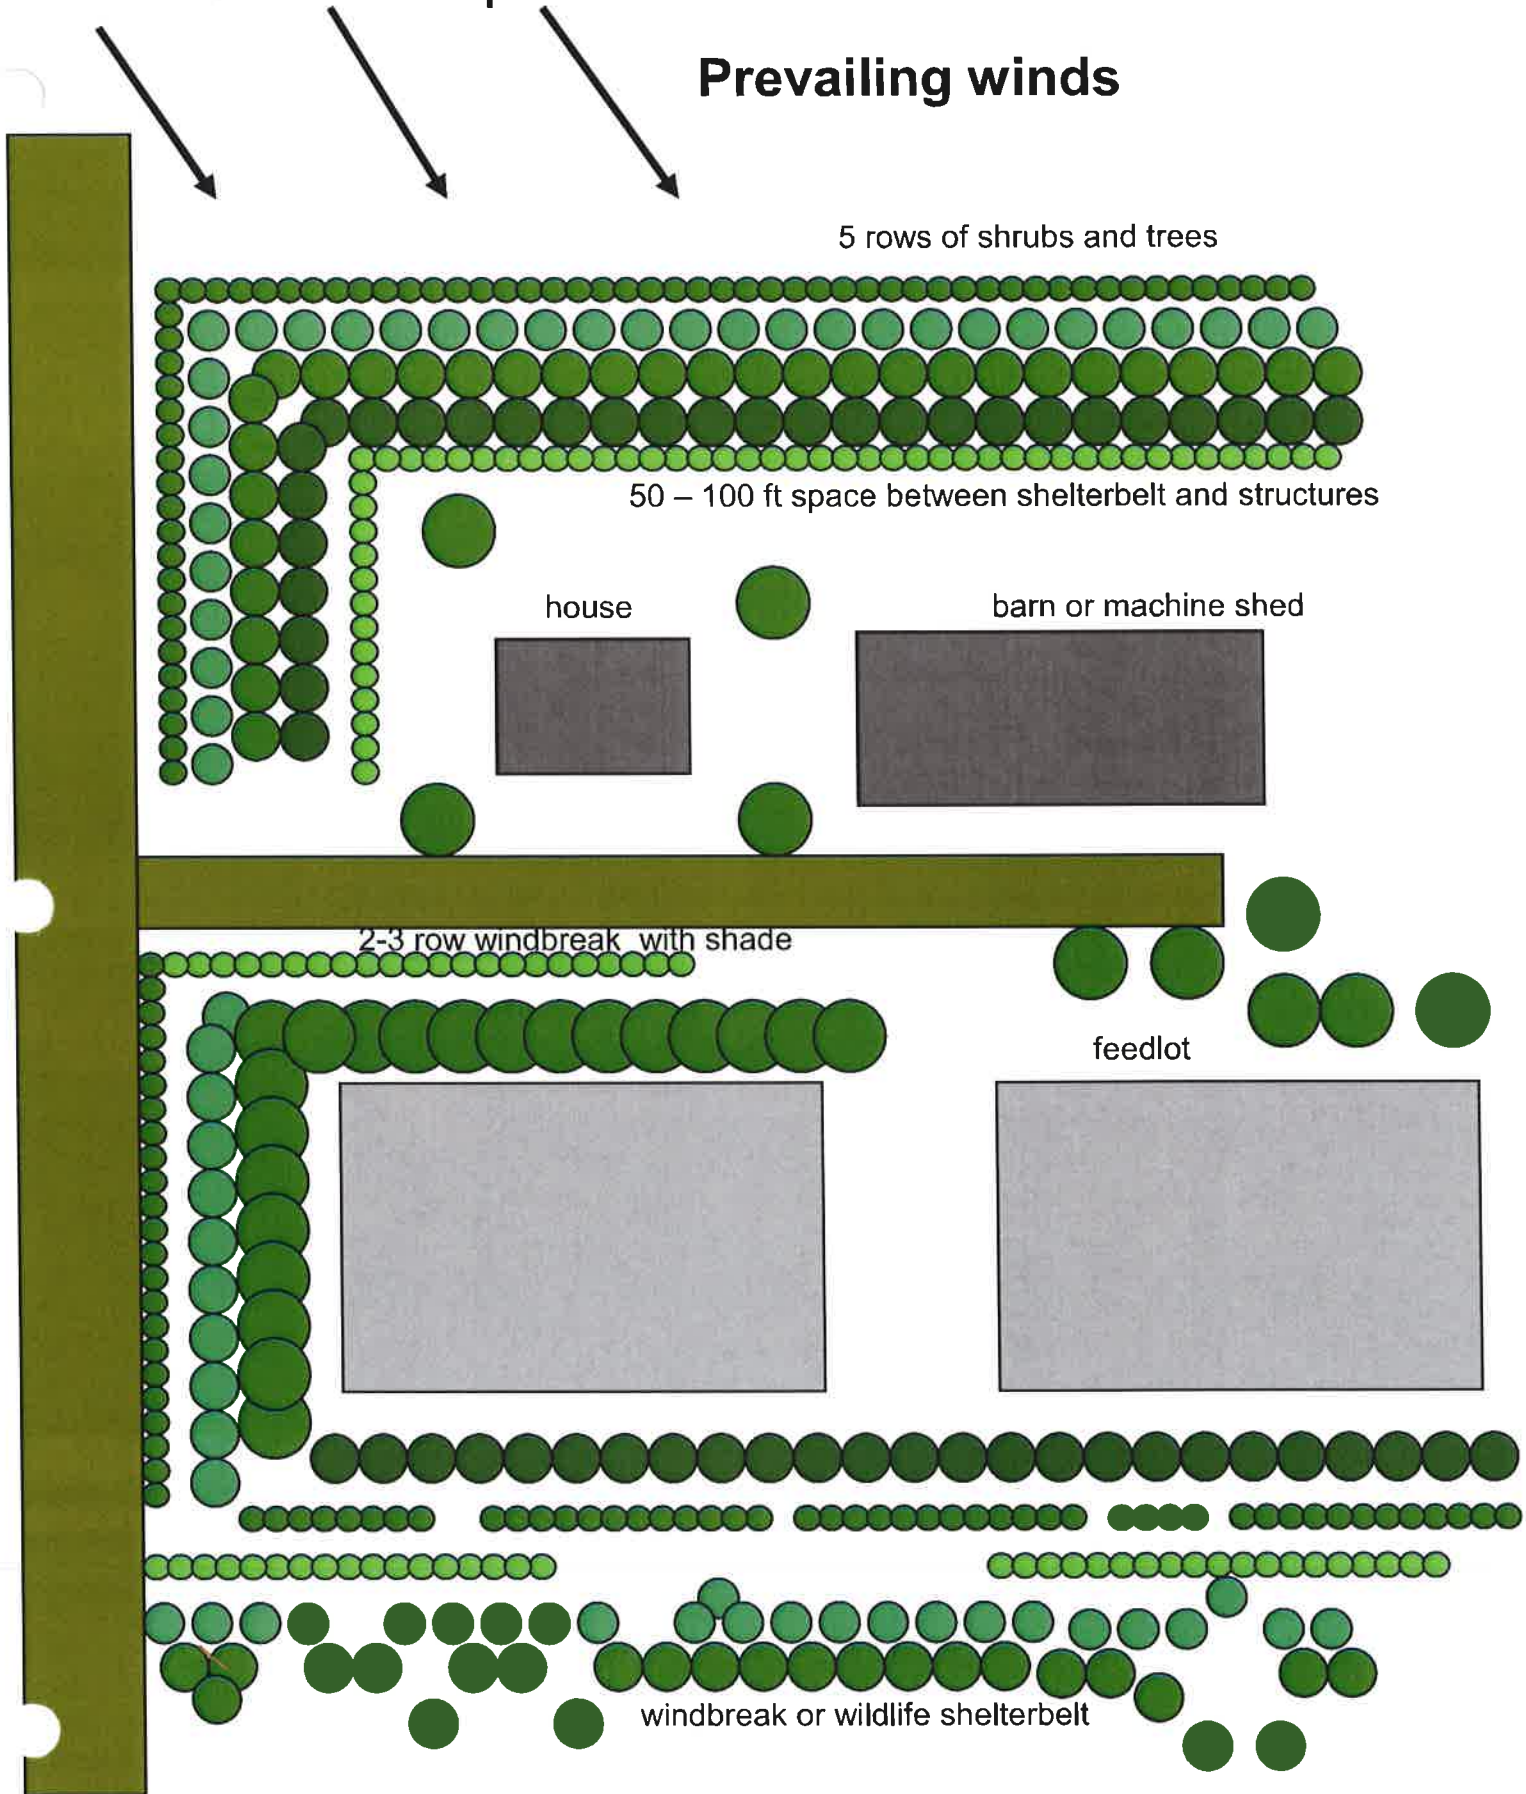 Prevailing winds
5 rows of shrubs and trees
50 – 100 ft space between shelterbelt and structures
house
barn or machine shed
2-3 row windbreak with shade
feedlot
windbreak or wildlife shelterbelt